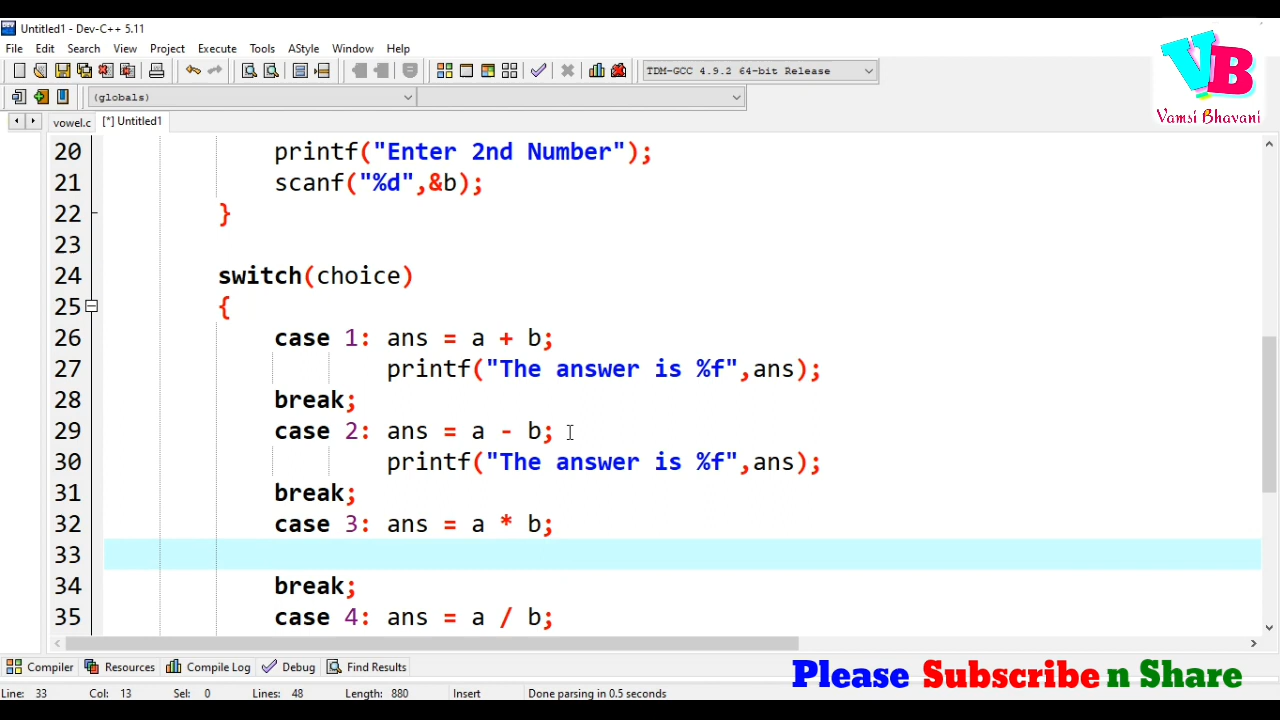 Untitled1 - Dev-C++ 5.11
File Edit Search View Project Execute Tools AStyle Window Help
TDM-GCC 4.9.2 64-bit Release
(globals)
vowel.c [*] Untitled1
VB
Vamsi Bhavani
20 printf("Enter 2nd Number");
21 scanf("%d",&b);
22 }
23
24 switch(choice)
25 {
26 case 1: ans = a + b;
27 printf("The answer is %f",ans);
28 break;
29 case 2: ans = a - b;
30 printf("The answer is %f",ans);
31 break;
32 case 3: ans = a * b;
33
34 break;
35 case 4: ans = a / b;
Compiler Resources Compile Log Debug Find Results
Please Subscribe n Share
Line: 33 Col: 13 Sel: 0 Lines: 48 Length: 880 Insert Done parsing in 0.5 seconds